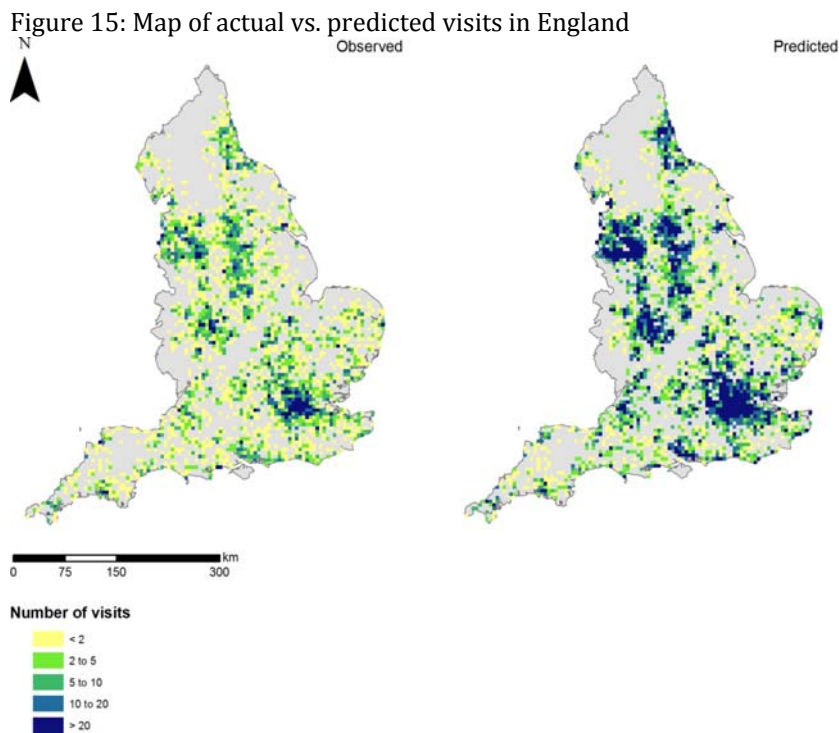 Figure 15: Map of actual vs. predicted visits in England
N
Observed
Predicted
km
0 75 150 300
Number of visits
< 2
2 to 5
5 to 10
10 to 20
> 20